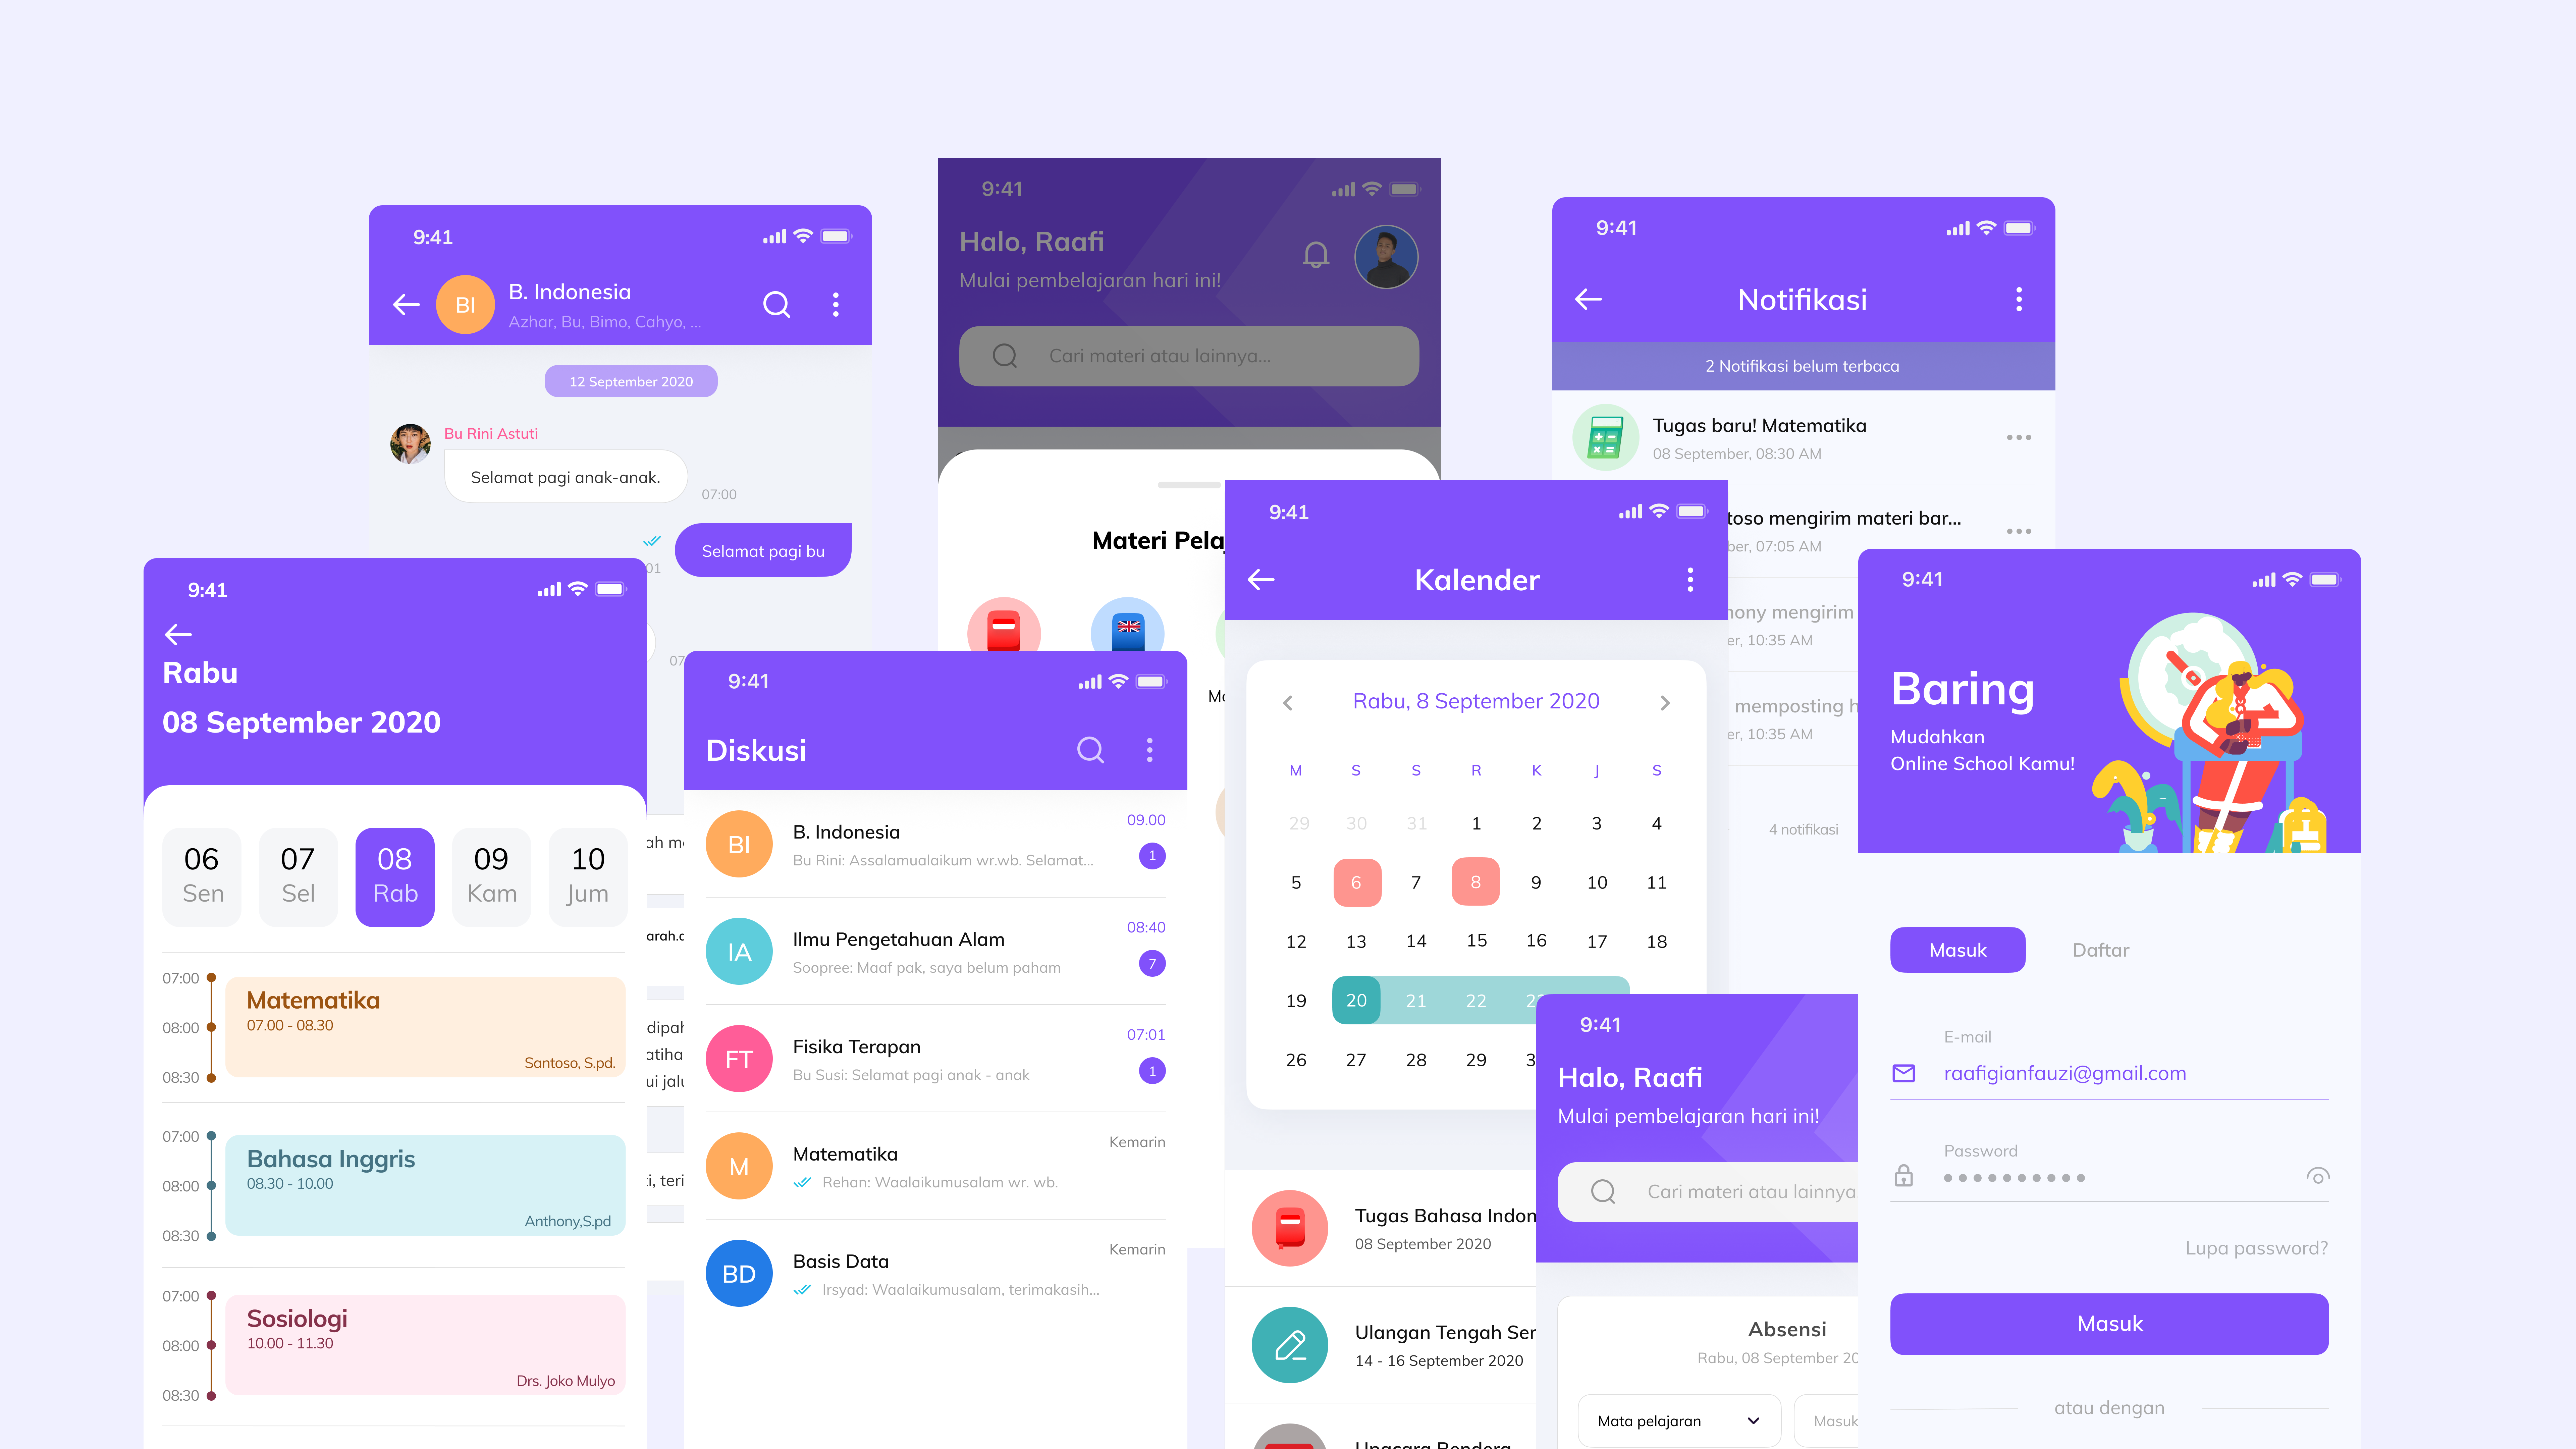 9:41
B. Indonesia
BI
Azhar, Bu, Bimo, Cahyo, ...
12 September 2020
Bu Rini Astuti
Selamat pagi anak-anak.
07:00
Selamat pagi bu
01
07
9:41
Halo, Raafi
Mulai pembelajaran hari ini!
Cari materi atau lainnya...
Materi Pela
9:41
Notifikasi
2 Notifikasi belum terbaca
Tugas baru! Matematika
08 September, 08:30 AM
toso mengirim materi bar...
ber, 07:05 AM
hony mengirim
er, 10:35 AM
memposting h
er, 10:35 AM
4 notifikasi
9:41
Rabu
08 September 2020
06
Sen
07
Sel
08
Rab
09
Kam
10
Jum
07:00
Matematika
07.00 - 08.30
08:00
Santoso, S.pd.
08:30
07:00
Bahasa Inggris
08.30 - 10.00
08:00
Anthony,S.pd
08:30
07:00
Sosiologi
10.00 - 11.30
08:00
Drs. Joko Mulyo
08:30
ah me
dipah
atiha
ui jalu
i, teri
9:41
Diskusi
BI
B. Indonesia
09.00
Bu Rini: Assalamualaikum wr.wb. Selamat...
1
IA
Ilmu Pengetahuan Alam
08:40
Soopree: Maaf pak, saya belum paham
7
FT
Fisika Terapan
07:01
Bu Susi: Selamat pagi anak - anak
1
M
Matematika
Kemarin
Rehan: Waalaikumusalam wr. wb.
BD
Basis Data
Kemarin
Irsyad: Waalaikumusalam, terimakasih...
9:41
Kalender
Rabu, 8 September 2020
M S S R K J S
29 30 31 1 2 3 4
5 6 7 8 9 10 11
12 13 14 15 16 17 18
19 20 21 22 2
26 27 28 29 3
Tugas Bahasa Indon
08 September 2020
Ulangan Tengah Ser
14 - 16 September 2020
Upacara Bendera
9:41
Halo, Raafi
Mulai pembelajaran hari ini!
Cari materi atau lainnya
Absensi
Rabu, 08 September 20
Mata pelajaran
Masuk
9:41
Baring
Mudahkan
Online School Kamu!
Masuk
Daftar
E-mail
raafigianfauzi@gmail.com
Password
Lupa password?
Masuk
atau dengan